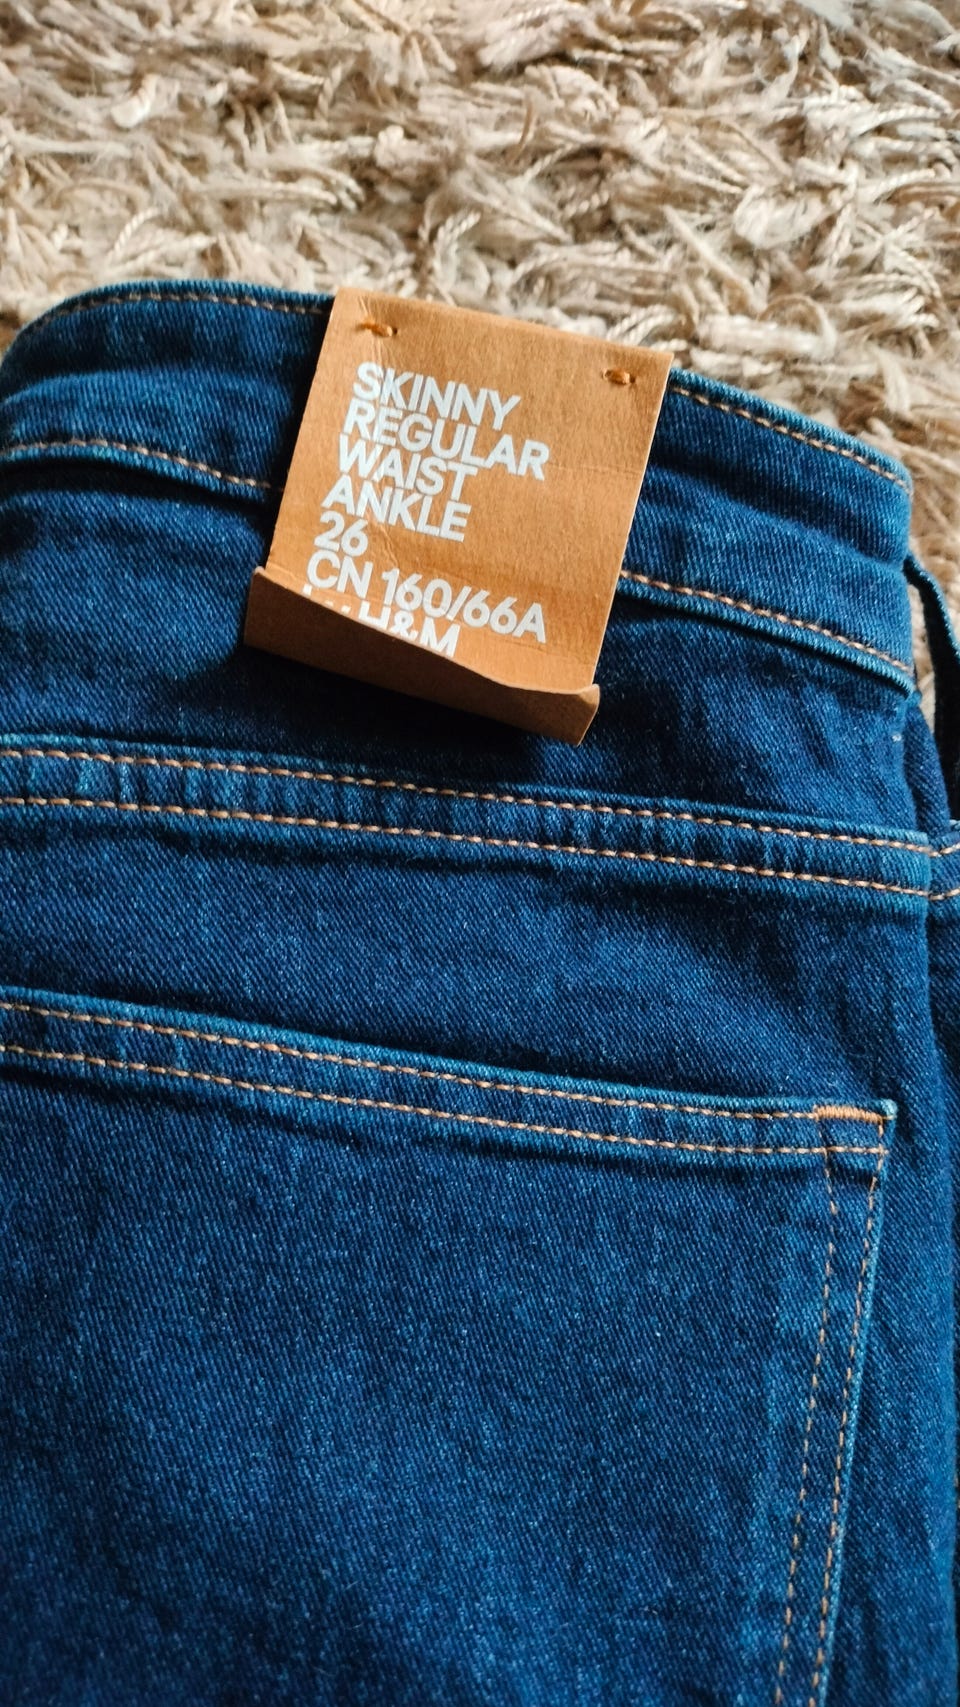 SKINNY
REGULAR
WAIST
ANKLE
26
CN 160/66A
H&M